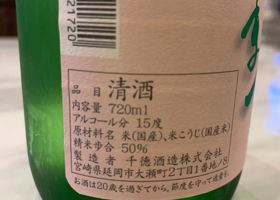 21720
品 目 清酒
内容量 720ml
アルコール分 15度
原材料名 米(国産)、米こうじ(国産米)
精米歩合 50%
製造者 千徳酒造株式会社
宮崎県延岡市大瀬町2丁目1番地8
お酒は20歳を過ぎてから。節度を守って適量を。